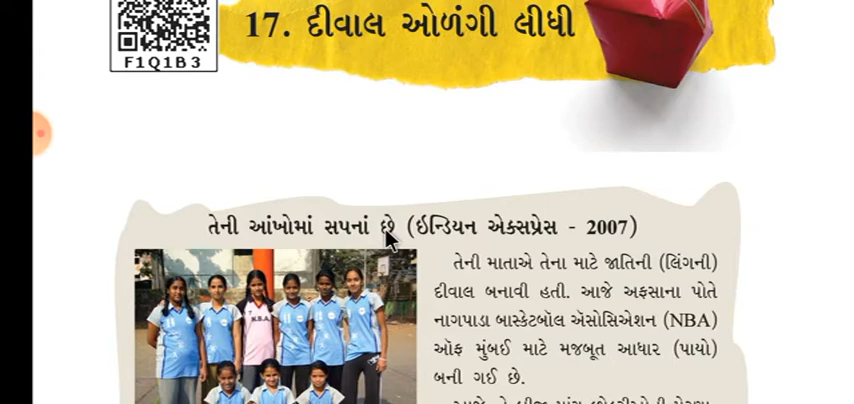 17. દીવાલ ઓળંગી લીધી
F1Q1B3
તેની આંખોમાં સપનાં છે (ઇન્ડિયન એક્સપ્રેસ - 2007)
તેની માતાએ તેના માટે જાતિની (લિંગની)
દીવાલ બનાવી હતી. આજે અફસાના પોતે
નાગપાડા બાસ્કેટબૉલ ઍસોસિએશન (NBA)
ઑફ મુંબઈ માટે મજબૂત આધાર (પાયો)
બની ગઈ છે.